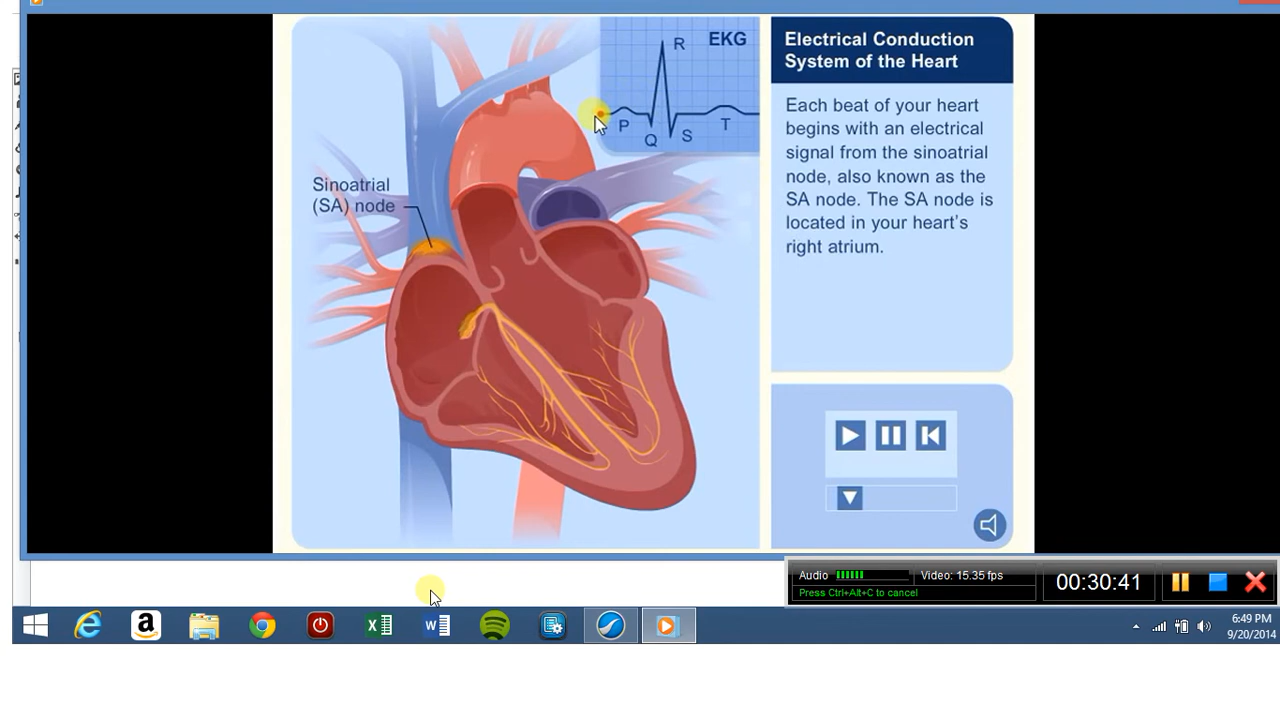 R
EKG
P
Q
S
T
Sinoatrial
(SA) node
Electrical Conduction
System of the Heart
Each beat of your heart
begins with an electrical
signal from the sinoatrial
node, also known as the
SA node. The SA node is
located in your heart's
right atrium.
Audio
Video: 15.35 fps
Press Ctrl+Alt+C to cancel
00:30:41
6:49 PM
9/20/2014